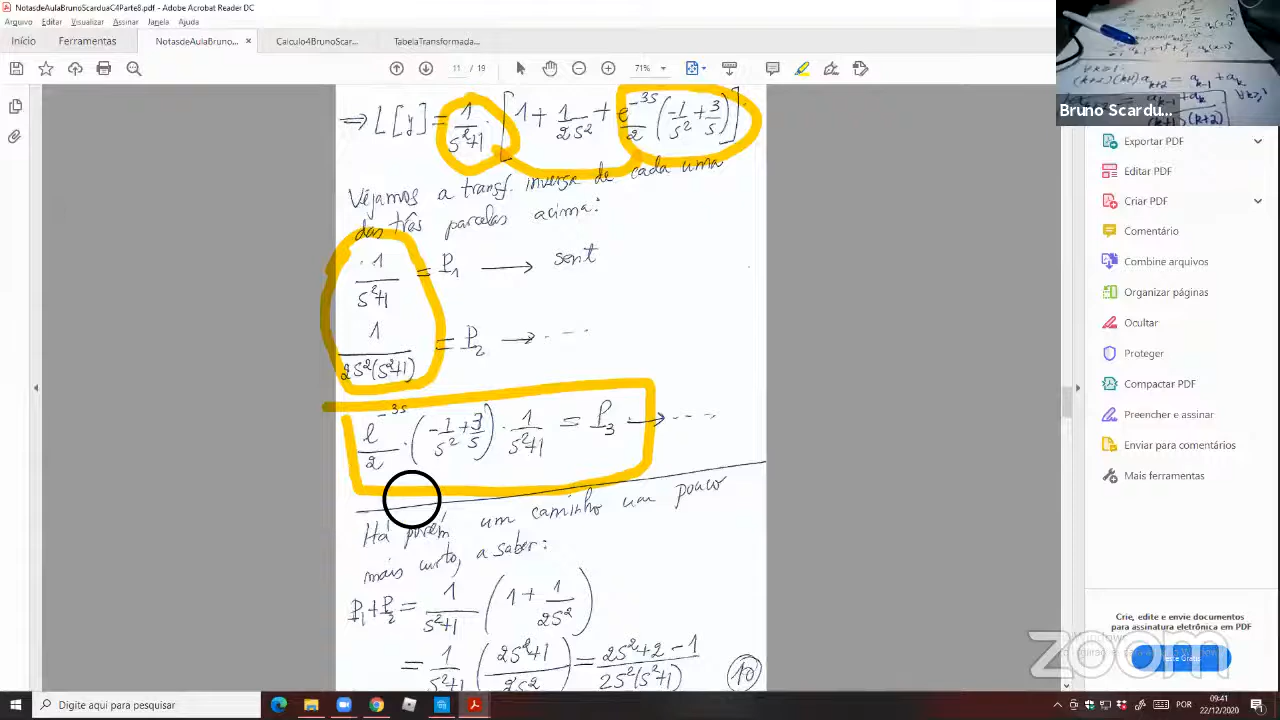 NotasdeAulaBrunoScarduaC4Parte8.pdf - Adobe Acrobat Reader DC
Arquivo Editar Visualizar Assinar Janela Ajuda
Início Ferramentas NotasdeAulaBruno... × Calculo4BrunoScar... TabelaTransformada...
11 / 19 71%
Bruno Scardu...
⇒ L[y] = 1/(s²+1) · [1 + 1/(2s²) + e^(-3s)/2 (-1/s² + 3/s)]
Vejamos a transf. inversa de cada uma
das três parcelas acima:
1/(s²+1) = P₁ → sent
1/(2s²(s²+1)) = P₂ → ...
e^(-3s)/2 · (-1/s² + 3/s) · 1/(s²+1) = P₃ → ...
Há porém um caminho um pouco
mais curto, a saber:
P₁+P₂ = 1/(s²+1) (1 + 1/(2s²))
= 1/(s²+1) (2s²+1)/(2s²) = (2s²+2-1)/(2s²(s²+1)) 10
Exportar PDF
Editar PDF
Criar PDF
Comentário
Combine arquivos
Organizar páginas
Ocultar
Proteger
Compactar PDF
Preencher e assinar
Enviar para comentários
Mais ferramentas
Crie, edite e envie documentos
para assinatura eletrônica em PDF
Teste Grátis
zoom
Digite aqui para pesquisar
POR 09:41
22/12/2020